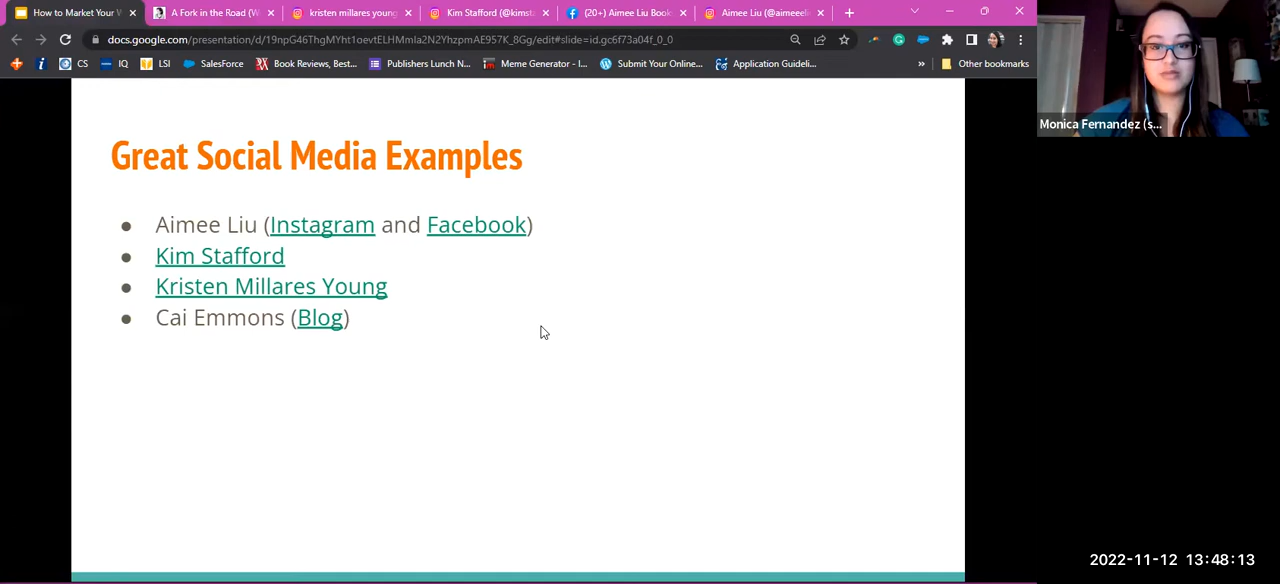 How to Market Your W
A Fork in the Road (W
kristen millares young
Kim Stafford (@kimsta
(20+) Aimee Liu Book
Aimee Liu (@aimeeeli
docs.google.com/presentation/d/19npG46ThgMYht1oevtELHMmla2N2YhzpmAE957K_8Gg/edit#slide=id.gc6f73a04f_0_0
CS
IQ
LSI
SalesForce
Book Reviews, Best...
Publishers Lunch N...
Meme Generator - I...
Submit Your Online...
Application Guideli...
»
Other bookmarks
Monica Fernandez (s...
Great Social Media Examples
● Aimee Liu (Instagram and Facebook)
● Kim Stafford
● Kristen Millares Young
● Cai Emmons (Blog)
2022-11-12 13:48:13